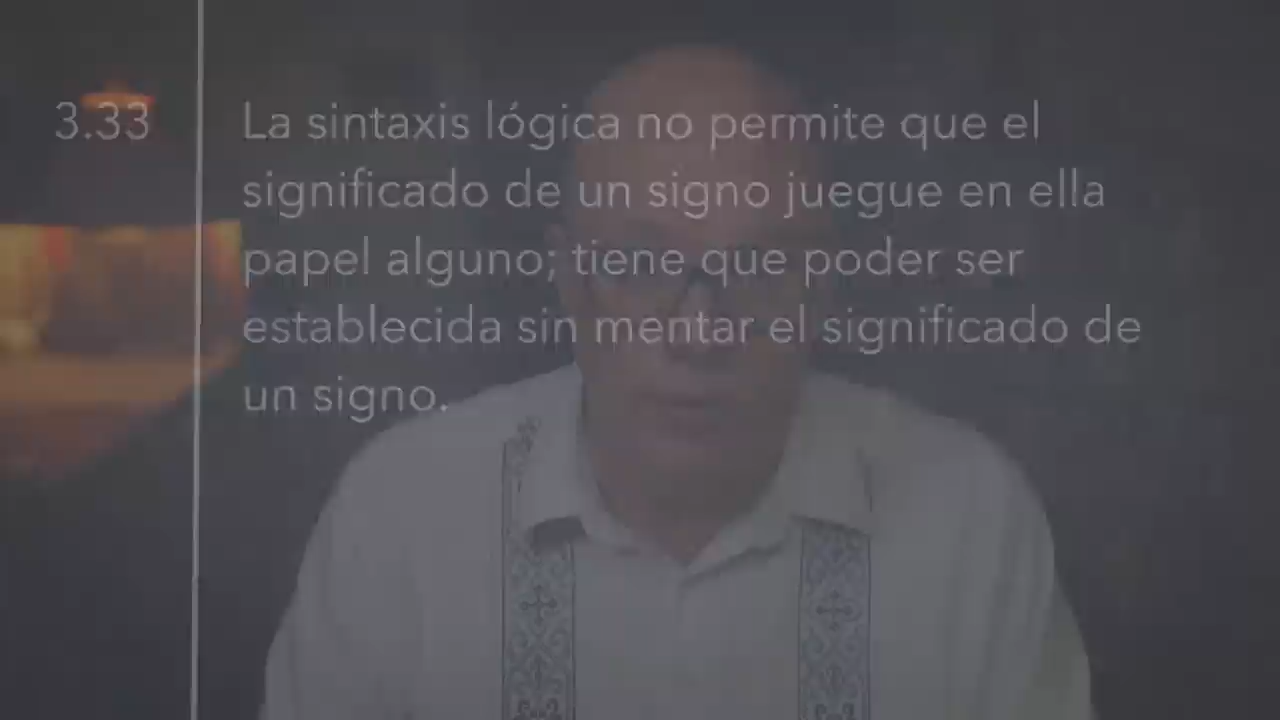 3.33 La sintaxis lógica no permite que el
significado de un signo juegue en ella
papel alguno; tiene que poder ser
establecida sin mentar el significado de
un signo.